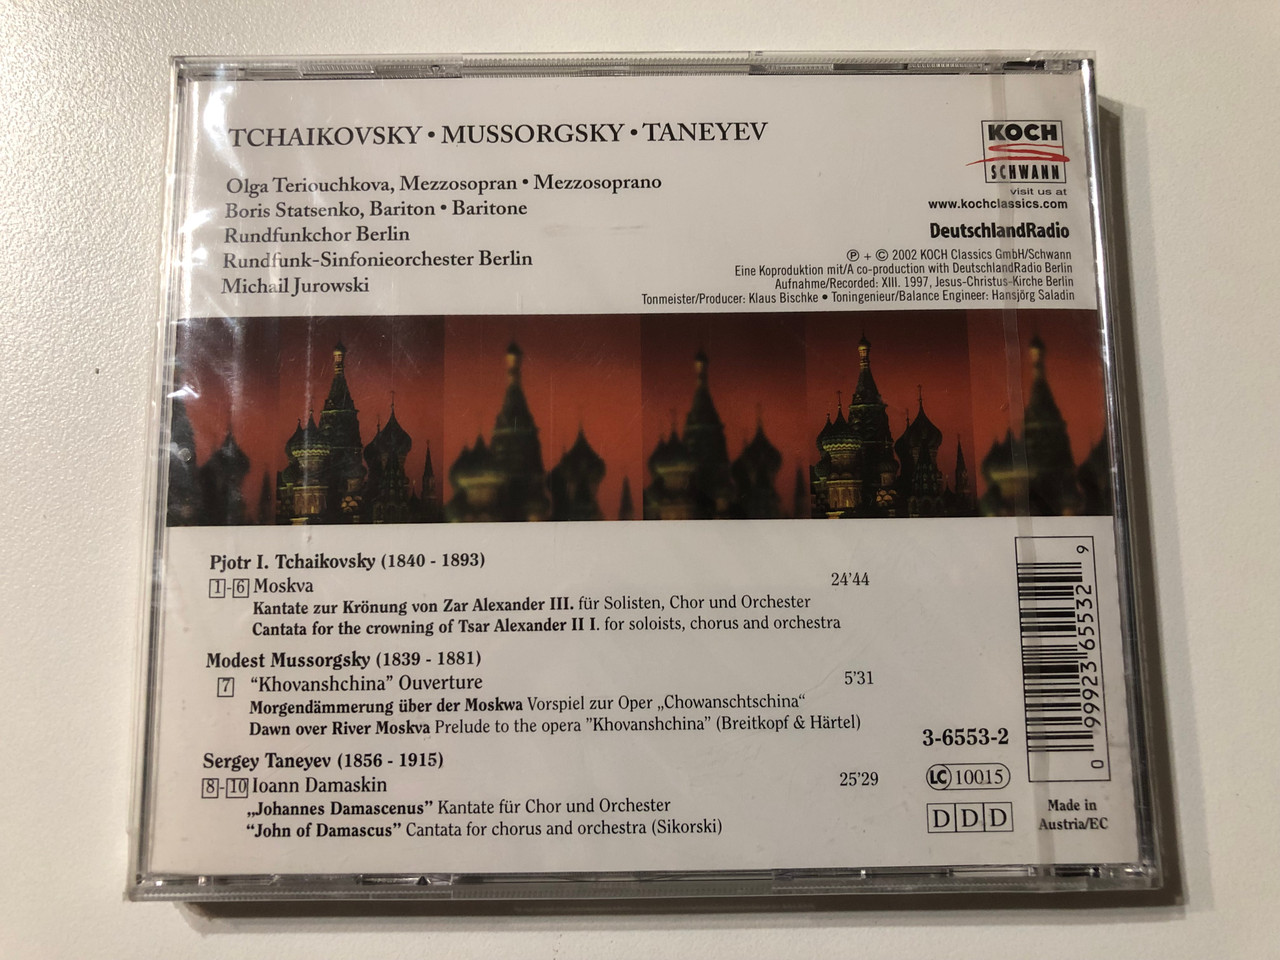 TCHAIKOVSKY • MUSSORGSKY • TANEYEV
Olga Teriouchkova, Mezzosopran • Mezzosoprano
Boris Statsenko, Bariton • Baritone
Rundfunkchor Berlin
Rundfunk-Sinfonieorchester Berlin
Michail Jurowski
KOCH
SCHWANN
visit us at
www.kochclassics.com
DeutschlandRadio
Ⓟ + © 2002 KOCH Classics GmbH/Schwann
Eine Koproduktion mit/A co-production with DeutschlandRadio Berlin
Aufnahme/Recorded: XII. 1997, Jesus-Christus-Kirche Berlin
Tonmeister/Producer: Klaus Bischke • Toningenieur/Balance Engineer: Hansjörg Saladin
Pjotr I. Tchaikovsky (1840 - 1893)
1-6 Moskva 24'44
Kantate zur Krönung von Zar Alexander III. für Solisten, Chor und Orchester
Cantata for the crowning of Tsar Alexander II I. for soloists, chorus and orchestra
Modest Mussorgsky (1839 - 1881)
7 “Khovanshchina” Ouverture 5'31
Morgendämmerung über der Moskwa Vorspiel zur Oper „Chowanschtschina“
Dawn over River Moskva Prelude to the opera ”Khovanshchina” (Breitkopf & Härtel)
Sergey Taneyev (1856 - 1915)
8-10 Ioann Damaskin 25'29
„Johannes Damascenus” Kantate für Chor und Orchester
“John of Damascus” Cantata for chorus and orchestra (Sikorski)
3-6553-2
LC 10015
DDD
0 99923 65532 9
Made in
Austria/EC